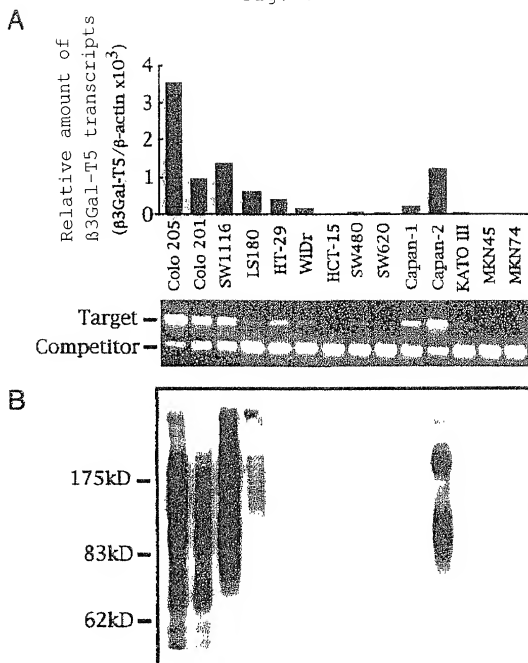 A
Relative amount of
ß3Gal-T5 transcripts
(β3Gal-T5/β-actin x10³)
4
3
2
1
0
Colo 205
Colo 201
SW1116
LS180
HT-29
WiDr
HCT-15
SW480
SW620
Capan-1
Capan-2
KATO III
MKN45
MKN74
Target
Competitor
B
175kD
83kD
62kD